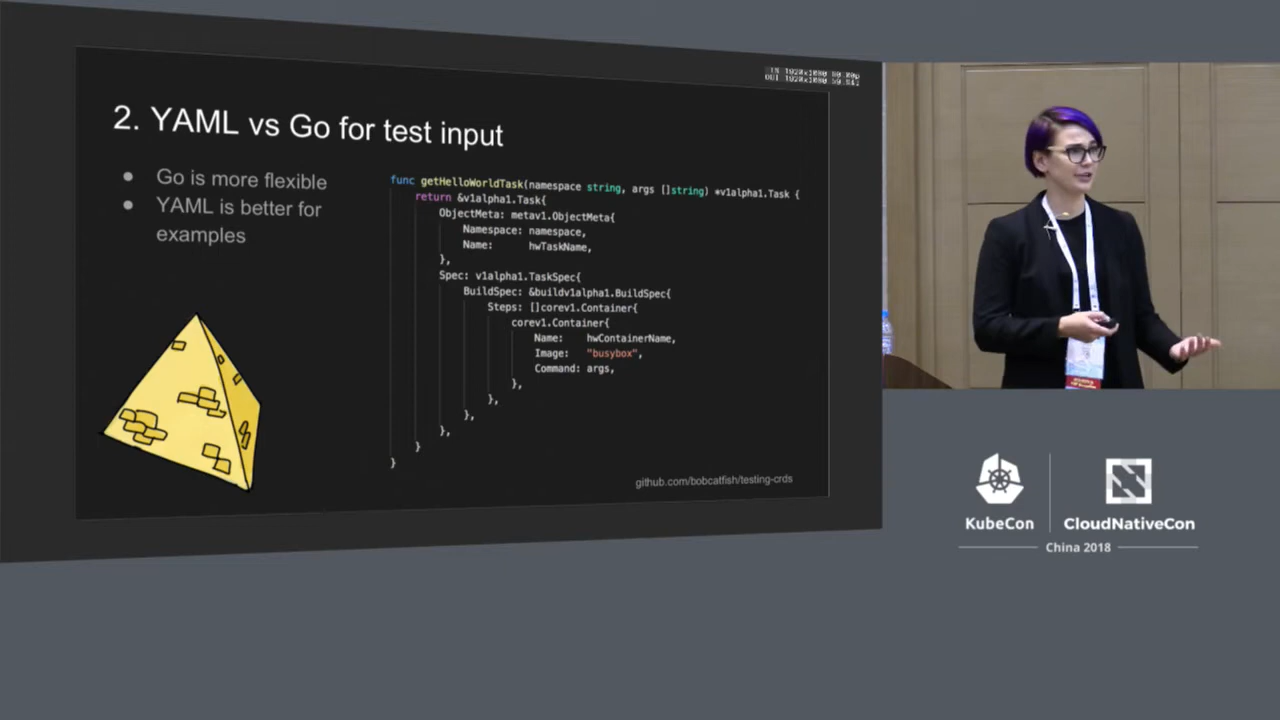 2. YAML vs Go for test input
● Go is more flexible
● YAML is better for
examples
func getHelloWorldTask(namespace string, args []string) *v1alpha1.Task {
return &v1alpha1.Task{
ObjectMeta: metav1.ObjectMeta{
Namespace: namespace,
Name: hwTaskName,
},
Spec: v1alpha1.TaskSpec{
BuildSpec: &buildv1alpha1.BuildSpec{
Steps: []corev1.Container{
corev1.Container{
Name: hwContainerName,
Image: "busybox",
Command: args,
},
},
},
},
}
}
github.com/bobcatfish/testing-crds
KubeCon
CloudNativeCon
China 2018